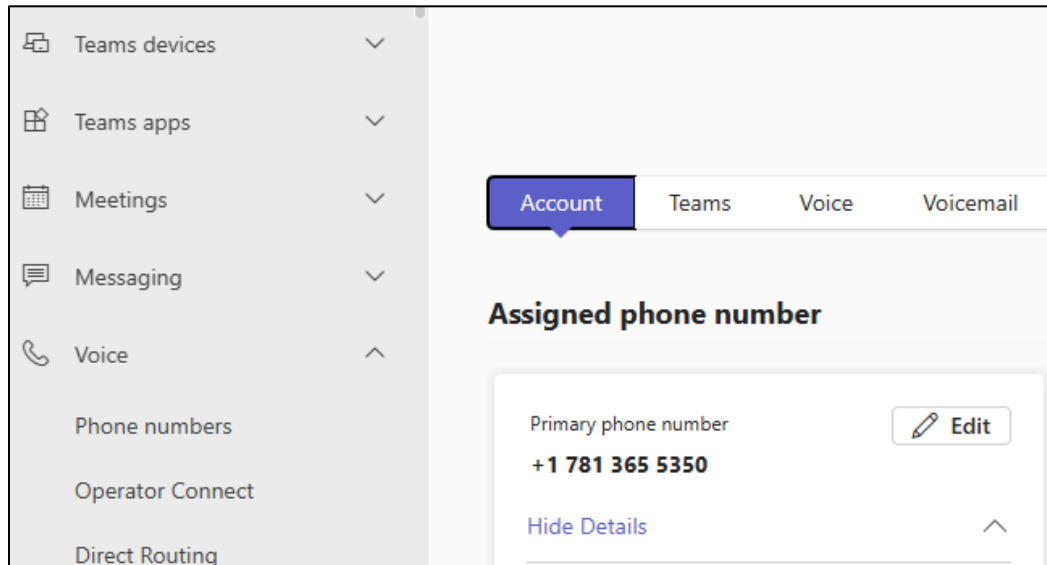 Teams devices
Teams apps
Meetings
Messaging
Voice
Phone numbers
Operator Connect
Direct Routing
Account Teams Voice Voicemail
Assigned phone number
Primary phone number
Edit
+1 781 365 5350
Hide Details